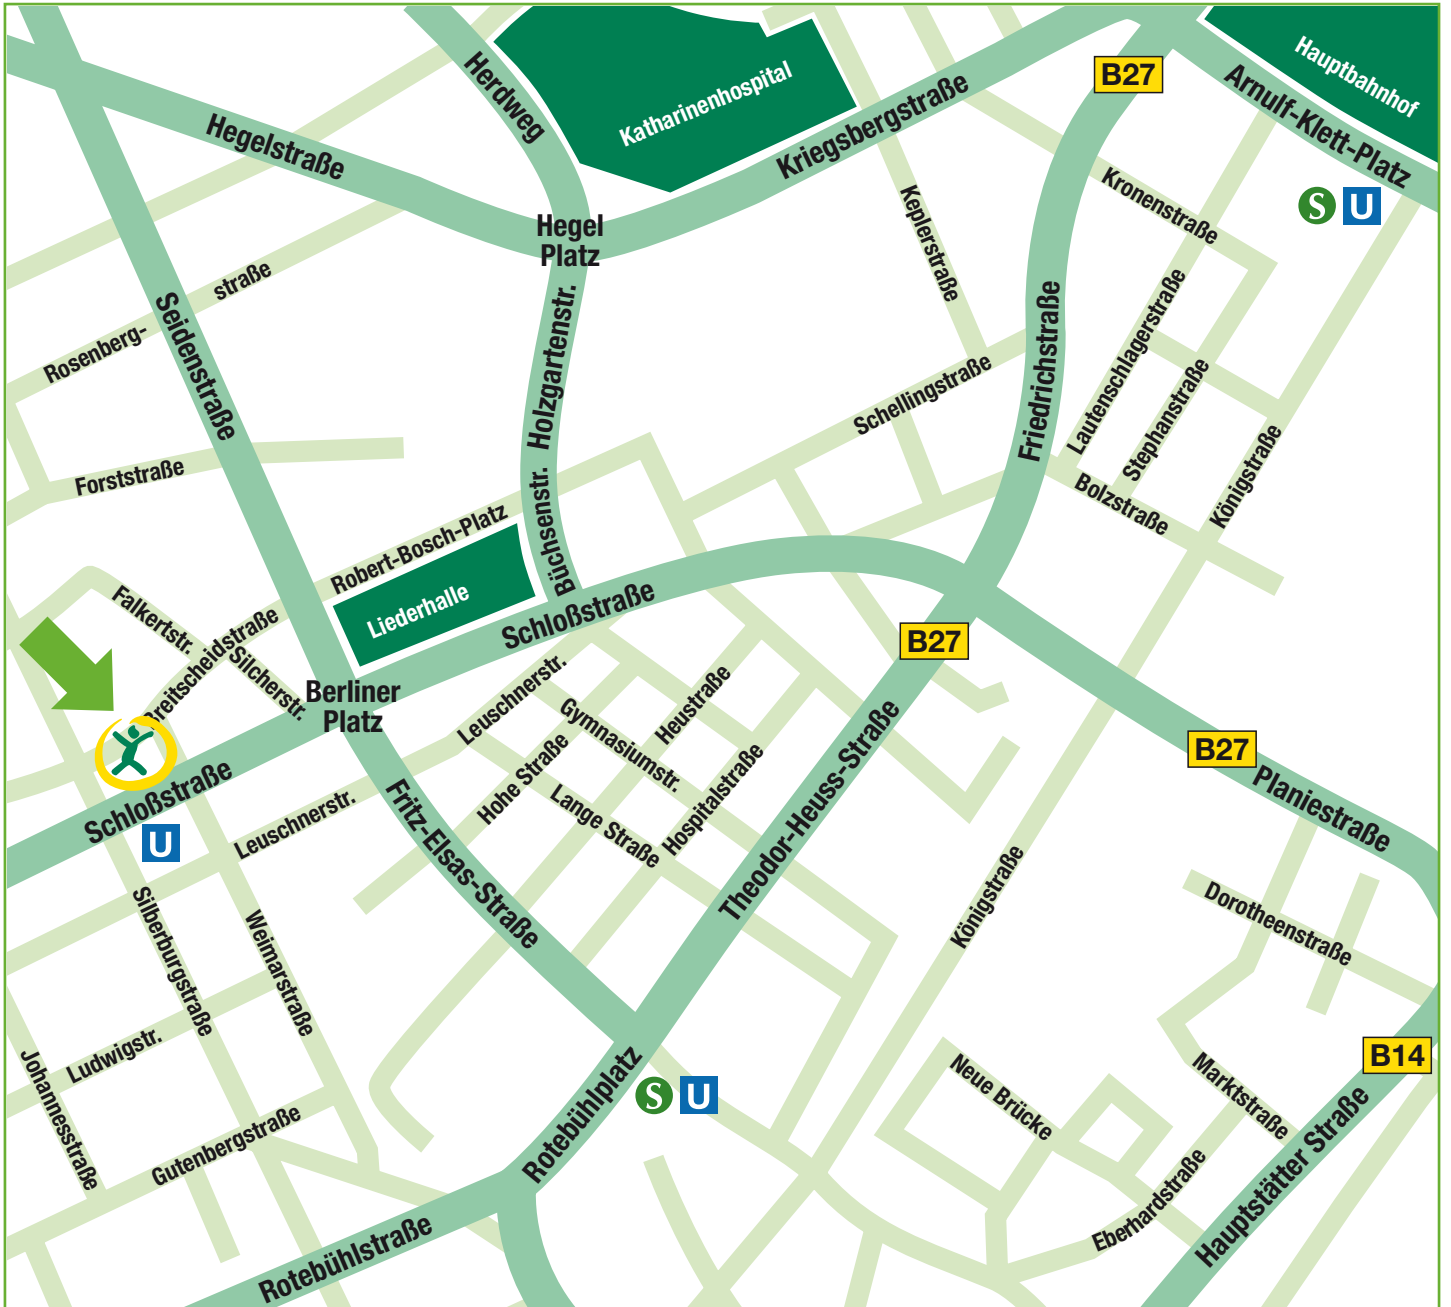 Hauptbahnhof
Herdweg
B27
Katharinenhospital
Arnulf-Klett-Platz
Kriegsbergstraße
Hegelstraße
Kronenstraße
S U
Keplerstraße
Hegel
Platz
straße
Rosenberg-
Seidenstraße
Holzgartenstr.
Friedrichstraße
Lautenschlagerstraße
Stephanstraße
Schellingstraße
Königstraße
Forststraße
Bolzstraße
Robert-Bosch-Platz
Büchsenstr.
Liederhalle
Schloßstraße
Falkertstr.
Breitscheidstraße
Silcherstr.
B27
Berliner
Platz
Leuschnerstr.
Heustraße
Gymnasiumstr.
Hohe Straße
Lange Straße
Hospitalstraße
Theodor-Heuss-Straße
B27
Planiestraße
Schloßstraße
U
Leuschnerstr.
Fritz-Elsas-Straße
Königstraße
Dorotheenstraße
Silberburgstraße
Weimarstraße
Ludwigstr.
Johannesstraße
B14
Neue Brücke
Marktstraße
Rotebühlplatz
S U
Gutenbergstraße
Eberhardstraße
Hauptstätter Straße
Rotebühlstraße